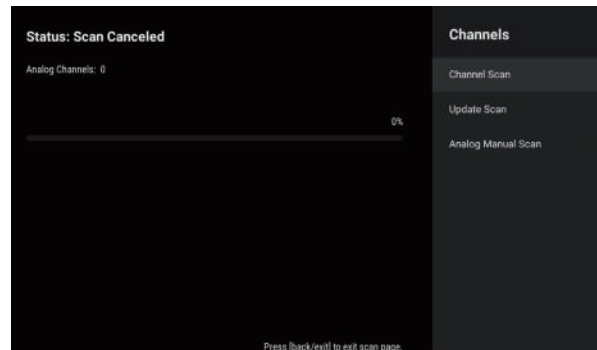 Status: Scan Canceled
Analog Channels: 0
0%
Press [back/exit] to exit scan page.
Channels
Channel Scan
Update Scan
Analog Manual Scan